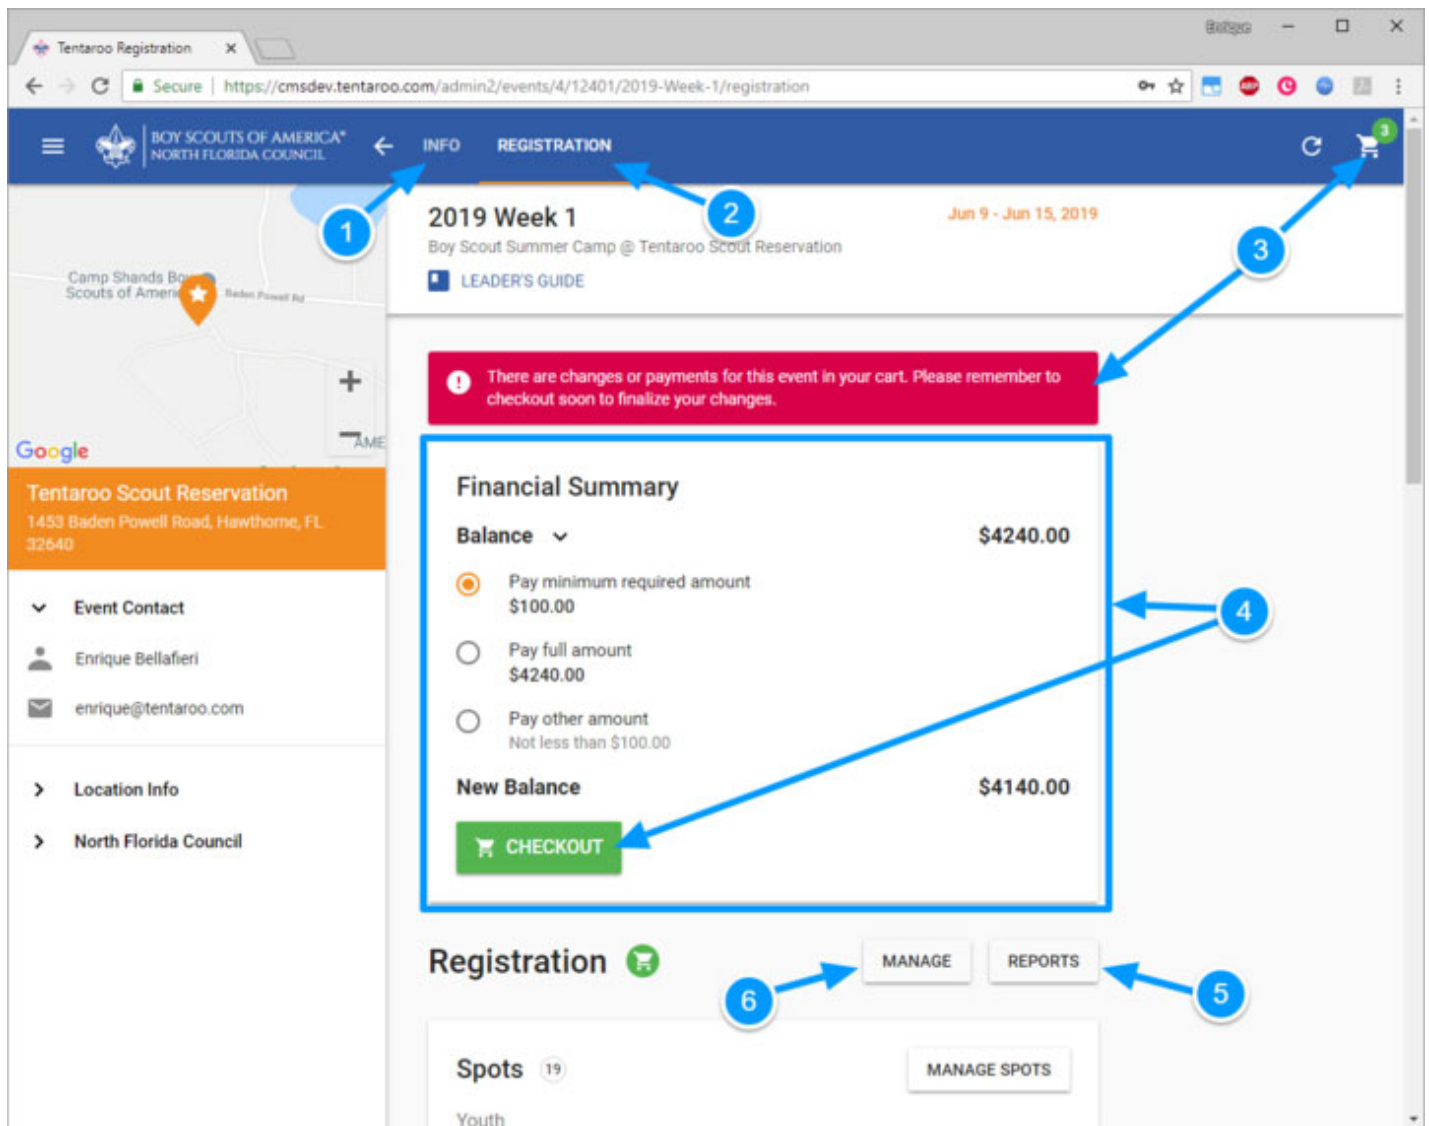 Tentaroo Registration
Secure | https://cmsdev.tentaroo.com/admin2/events/4/12401/2019-Week-1/registration
ABP
BOY SCOUTS OF AMERICA®
NORTH FLORIDA COUNCIL
INFO
REGISTRATION
3
1
2
3
2019 Week 1
Jun 9 - Jun 15, 2019
Boy Scout Summer Camp @ Tentaroo Scout Reservation
LEADER'S GUIDE
Camp Shands Boy
Scouts of Americ
Baden Powell Rd
Google
AME
There are changes or payments for this event in your cart. Please remember to
checkout soon to finalize your changes.
Tentaroo Scout Reservation
1453 Baden Powell Road, Hawthorne, FL
32640
Event Contact
Enrique Bellafieri
enrique@tentaroo.com
Location Info
North Florida Council
Financial Summary
Balance
$4240.00
Pay minimum required amount
$100.00
Pay full amount
$4240.00
Pay other amount
Not less than $100.00
New Balance
$4140.00
CHECKOUT
4
Registration
MANAGE
REPORTS
6
5
Spots 19
MANAGE SPOTS
Youth